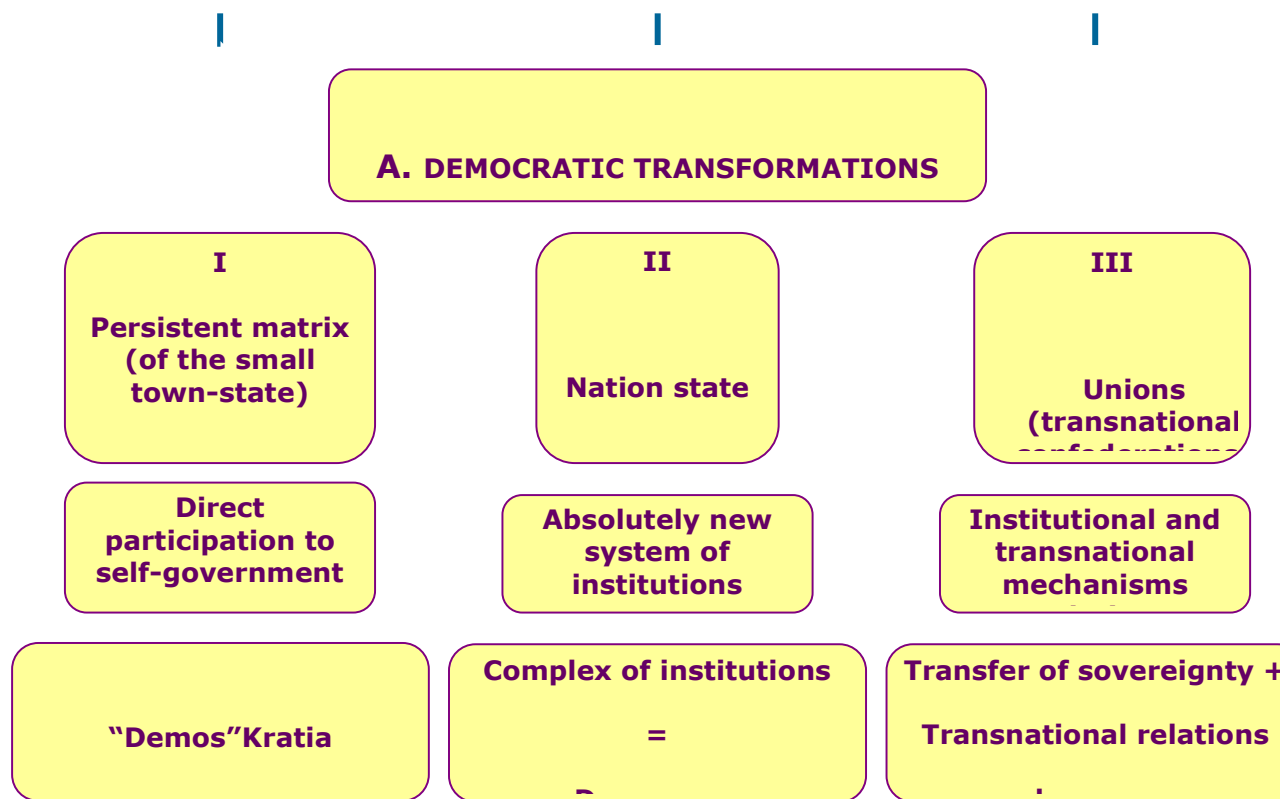 A. DEMOCRATIC TRANSFORMATIONS
I
Persistent matrix
(of the small
town-state)
II
Nation state
III
Unions
(transnational
Direct
participation to
self-government
Absolutely new
system of
institutions
Institutional and
transnational
mechanisms
“Demos”Kratia
Complex of institutions
=
Transfer of sovereignty +
Transnational relations